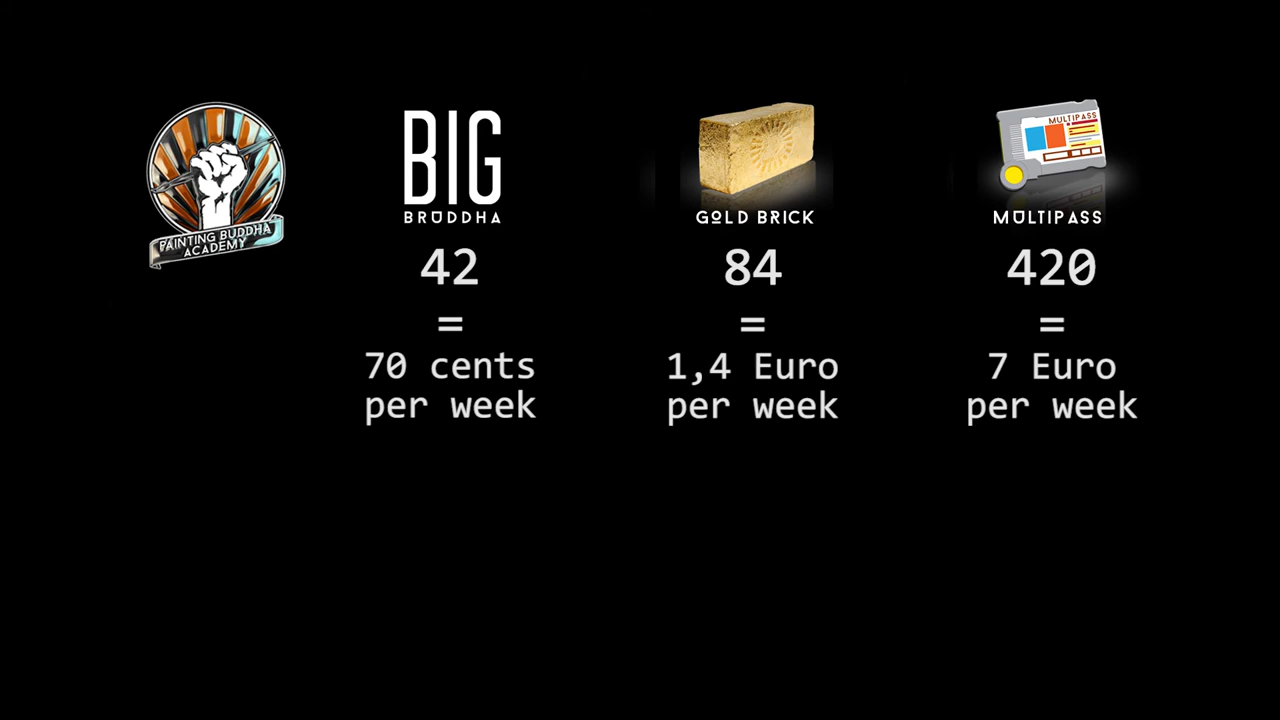 PAINTING BUDDHA
ACADEMY
BIG
BRUDDHA
42
=
70 cents
per week
GOLD BRICK
84
=
1,4 Euro
per week
MULTIPASS
MULTIPASS
420
=
7 Euro
per week